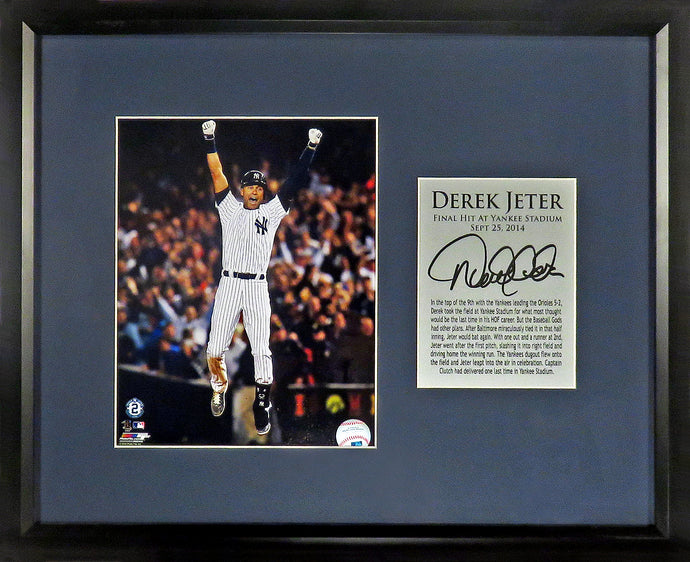 DEREK JETER
FINAL HIT AT YANKEE STADIUM
SEPT 25, 2014
In the top of the 9th with the Yankees leading the Orioles 5-2,
Derek took the field at Yankee Stadium for what most thought
would be the last time in his HOF career. But the Baseball Gods
had other plans. After Baltimore miraculously tied it in that half
inning, Jeter would bat again. With one out and a runner at 2nd,
Jeter went after the first pitch, slashing it into right field and
driving home the winning run. The Yankees dugout flew onto
the field and Jeter leapt into the air in celebration. Captain
Clutch had delivered one last time in Yankee Stadium.
NY
2